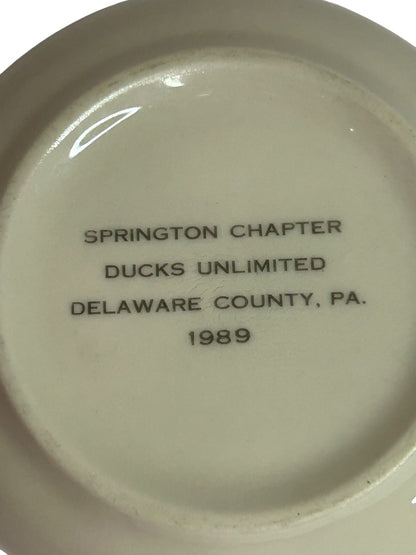 SPRINGTON CHAPTER
DUCKS UNLIMITED
DELAWARE COUNTY, PA.
1989